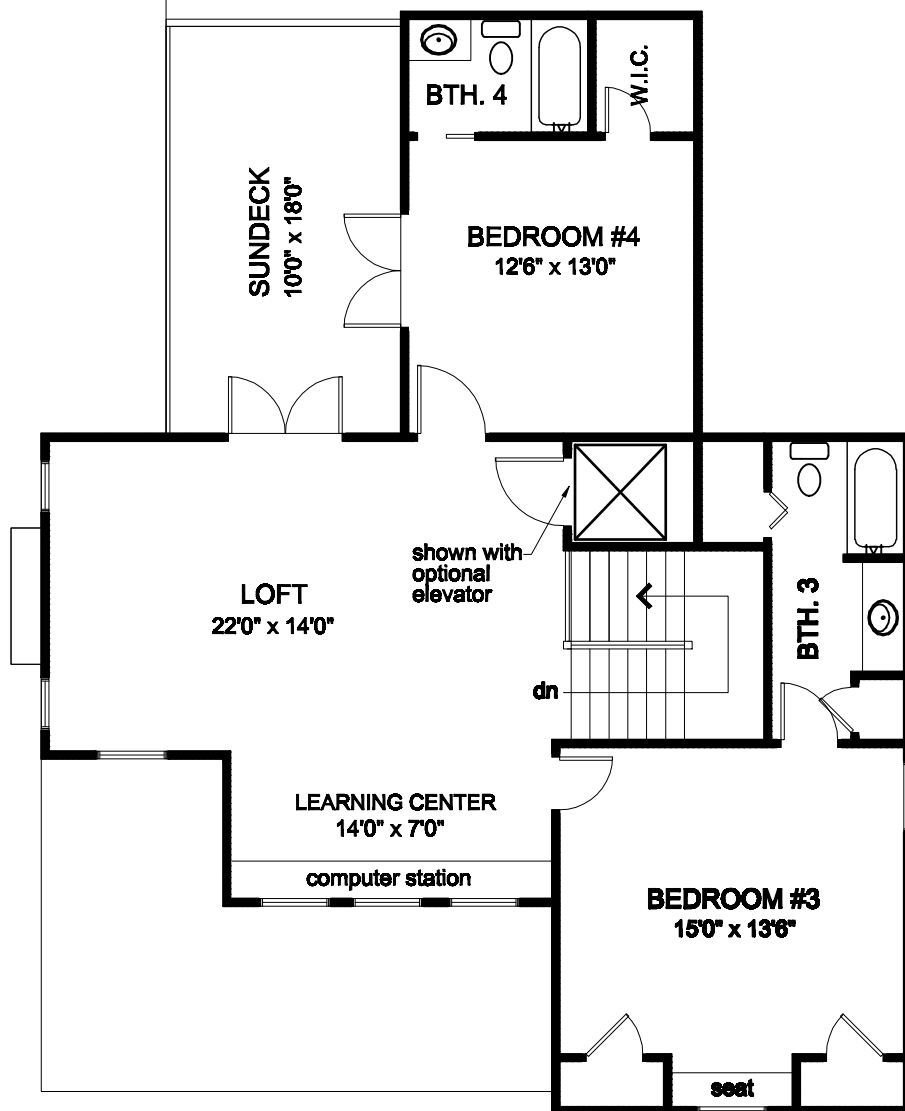 BTH. 4
W.I.C.
SUNDECK
10'0" x 18'0"
BEDROOM #4
12'6" x 13'0"
shown with
optional
elevator
LOFT
22'0" x 14'0"
BTH. 3
dn
LEARNING CENTER
14'0" x 7'0"
computer station
BEDROOM #3
15'0" x 13'6"
seat